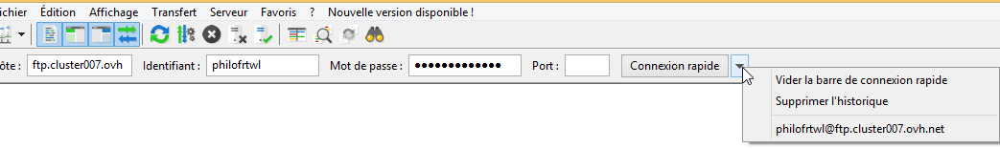 ichier Édition Affichage Transfert Serveur Favoris ? Nouvelle version disponible !
ôte : ftp.cluster007.ovh Identifiant : philofrtwl Mot de passe : ●●●●●●●●●●●●● Port : Connexion rapide
Vider la barre de connexion rapide
Supprimer l'historique
philofrtwl@ftp.cluster007.ovh.net